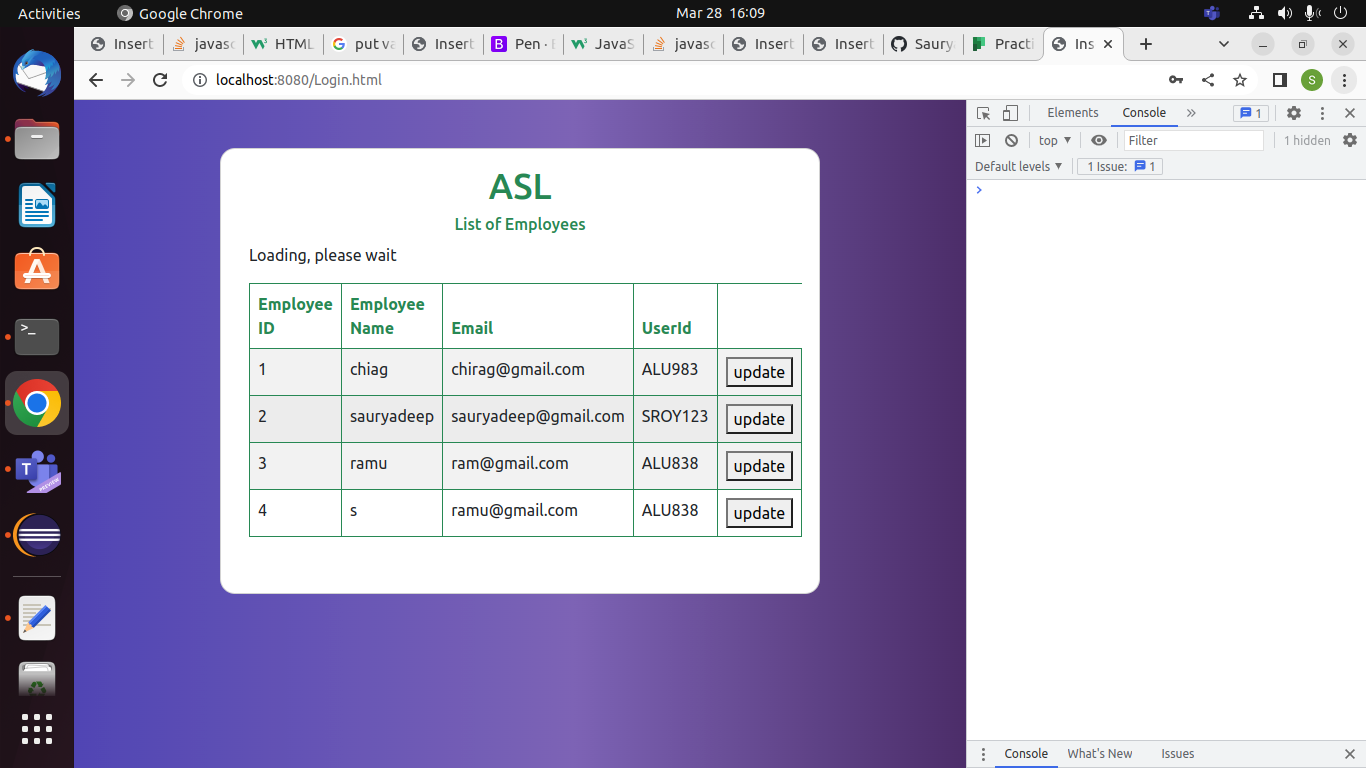 Activities Google Chrome Mar 28 16:09
Insert javasc HTML put va Insert Pen - E JavaS javasc Insert Insert Saury Practi Ins
localhost:8080/Login.html S
Elements Console 1
top Filter 1 hidden
Default levels 1 Issue: 1
ASL
List of Employees
Loading, please wait
Employee ID Employee Name Email UserId
1 chiag chirag@gmail.com ALU983 update
2 sauryadeep sauryadeep@gmail.com SROY123 update
3 ramu ram@gmail.com ALU838 update
4 s ramu@gmail.com ALU838 update
Console What's New Issues